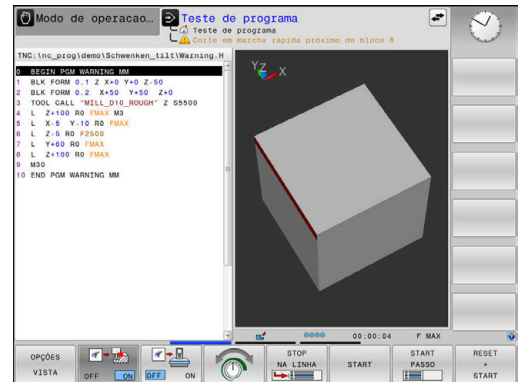 Modo de operacao...
Teste de programa
Teste de programa
Corte em marcha rápida próximo do bloco 8
TNC:\nc_prog\demo\Schwenken_tilt\Warning.H
0 BEGIN PGM WARNING MM
1 BLK FORM 0.1 Z X+0 Y+0 Z-50
2 BLK FORM 0.2 X+50 Y+50 Z+0
3 TOOL CALL "MILL_D10_ROUGH" Z S5500
4 L Z+100 R0 FMAX M3
5 L X-5 Y-10 R0 FMAX
6 L Z-5 R0 F2500
7 L Y+60 R0 FMAX
8 L Z+100 R0 FMAX
9 M30
10 END PGM WARNING MM
Y Z X
00:00:04 F MAX
OPÇÕES
VISTA
OFF ON
OFF ON
STOP
NA LINHA
START
START
PASSO
RESET
+
START